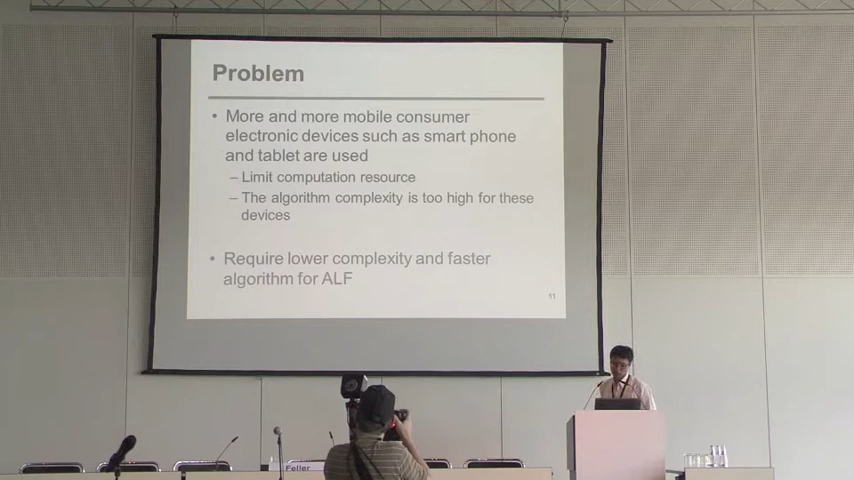 Problem
• More and more mobile consumer
electronic devices such as smart phone
and tablet are used
– Limit computation resource
– The algorithm complexity is too high for these
devices
• Require lower complexity and faster
algorithm for ALF
11
Feller